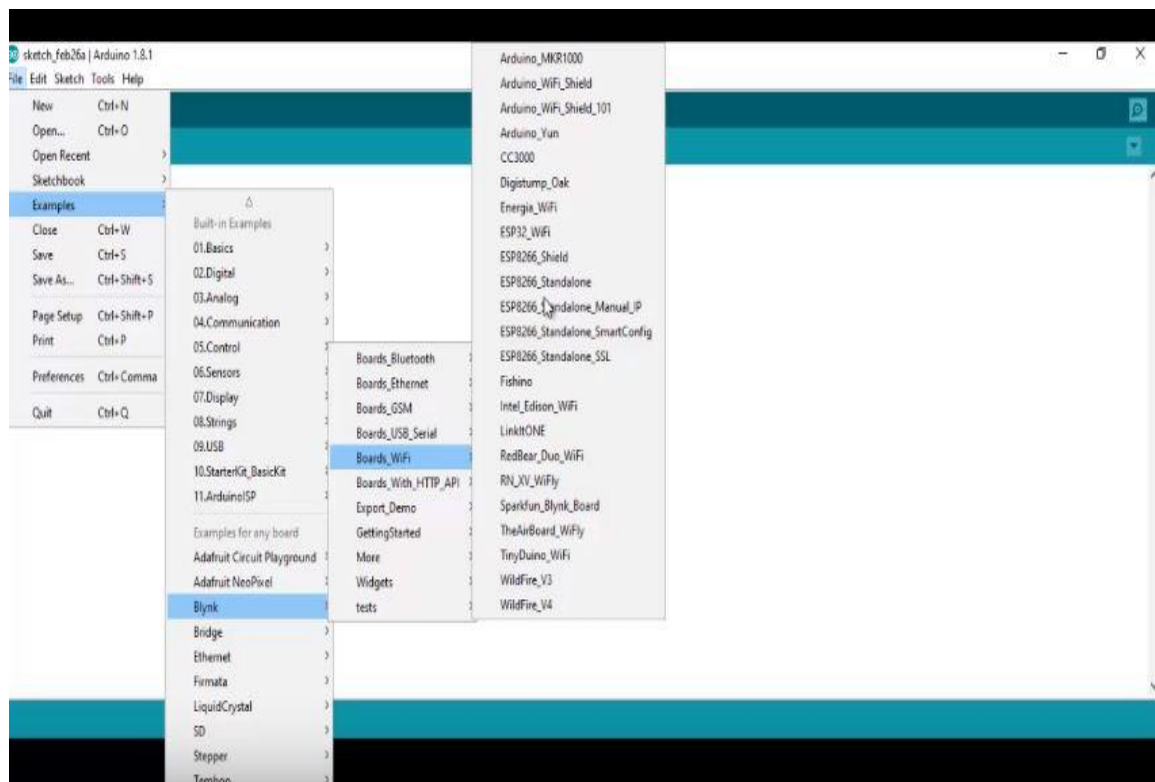 sketch_feb26a | Arduino 1.8.1
File Edit Sketch Tools Help
New Ctrl+N
Open... Ctrl+O
Open Recent
Sketchbook
Examples
Close Ctrl+W
Save Ctrl+S
Save As... Ctrl+Shift+S
Page Setup Ctrl+Shift+P
Print Ctrl+P
Preferences Ctrl+Comma
Quit Ctrl+Q
Built-in Examples
01.Basics
02.Digital
03.Analog
04.Communication
05.Control
06.Sensors
07.Display
08.Strings
09.USB
10.StarterKit_BasicKit
11.ArduinoISP
Examples for any board
Adafruit Circuit Playground
Adafruit NeoPixel
Blynk
Bridge
Ethernet
Firmata
LiquidCrystal
SD
Stepper
Temboo
Boards_Bluetooth
Boards_Ethernet
Boards_GSM
Boards_USB_Serial
Boards_WiFi
Boards_With_HTTP_API
Export_Demo
GettingStarted
More
Widgets
tests
Arduino_MKR1000
Arduino_WiFi_Shield
Arduino_WiFi_Shield_101
Arduino_Yun
CC3000
Digistump_Oak
Energia_WiFi
ESP32_WiFi
ESP8266_Shield
ESP8266_Standalone
ESP8266_Standalone_Manual_IP
ESP8266_Standalone_SmartConfig
ESP8266_Standalone_SSL
Fishino
Intel_Edison_WiFi
LinkItONE
RedBear_Duo_WiFi
RN_XV_WiFly
Sparkfun_Blynk_Board
TheAirBoard_WiFly
TinyDuino_WiFi
WildFire_V3
WildFire_V4